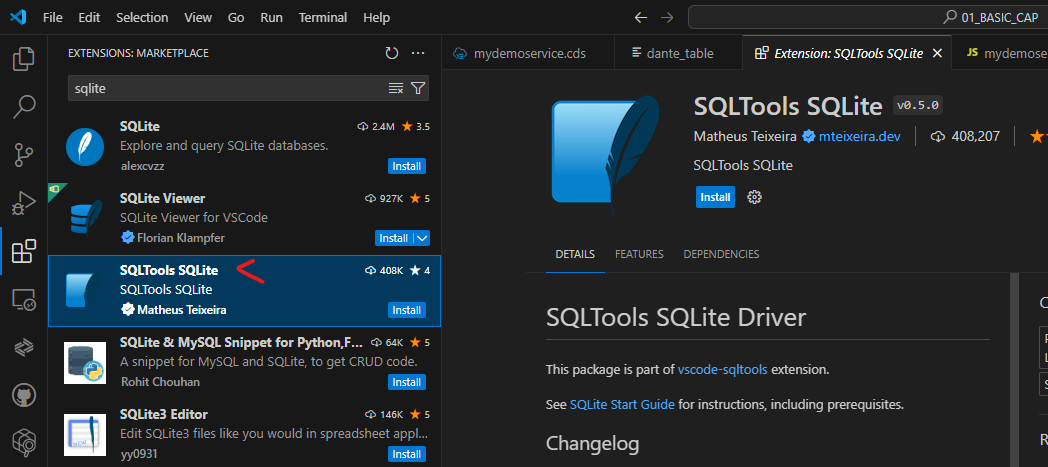 File Edit Selection View Go Run Terminal Help
01_BASIC_CAP
EXTENSIONS: MARKETPLACE
sqlite
SQLite 2.4M 3.5
Explore and query SQLite databases.
alexcvzz Install
SQLite Viewer 927K 5
SQLite Viewer for VSCode
Florian Klampfer Install
SQLTools SQLite 408K 4
SQLTools SQLite
Matheus Teixeira Install
SQLite & MySQL Snippet for Python,F... 64K 5
A snippet for MySQL and SQLite, to get CRUD code.
Rohit Chouhan Install
SQLite3 Editor 146K 5
Edit SQLite3 files like you would in spreadsheet appl...
yy0931 Install
mydemoservice.cds dante_table Extension: SQLTools SQLite JS mydemos
SQLTools SQLite v0.5.0
Matheus Teixeira mteixeira.dev 408,207
SQLTools SQLite
Install
DETAILS FEATURES DEPENDENCIES
SQLTools SQLite Driver
This package is part of vscode-sqltools extension.
See SQLite Start Guide for instructions, including prerequisites.
Changelog